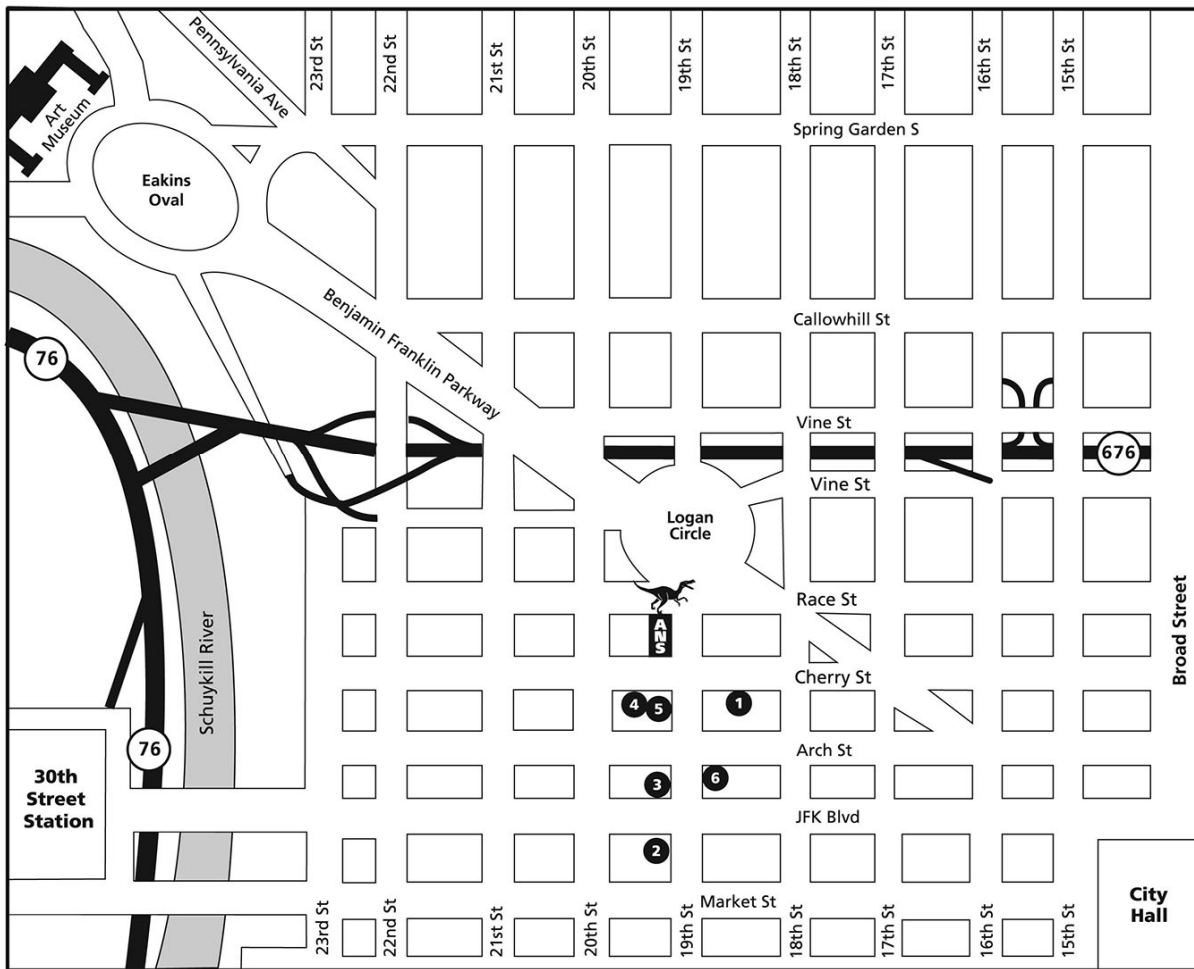 Pennsylvania Ave
23rd St
22nd St
21st St
20th St
19th St
18th St
17th St
16th St
15th St
Art
Museum
Spring Garden S
Eakins
Oval
Benjamin Franklin Parkway
Callowhill St
76
Vine St
676
Vine St
Logan
Circle
Race St
ANS
Schuykill River
Broad Street
Cherry St
4
5
1
76
Arch St
30th
Street
Station
3
6
JFK Blvd
2
Market St
City
Hall
23rd St
22nd St
21st St
20th St
19th St
18th St
17th St
16th St
15th St